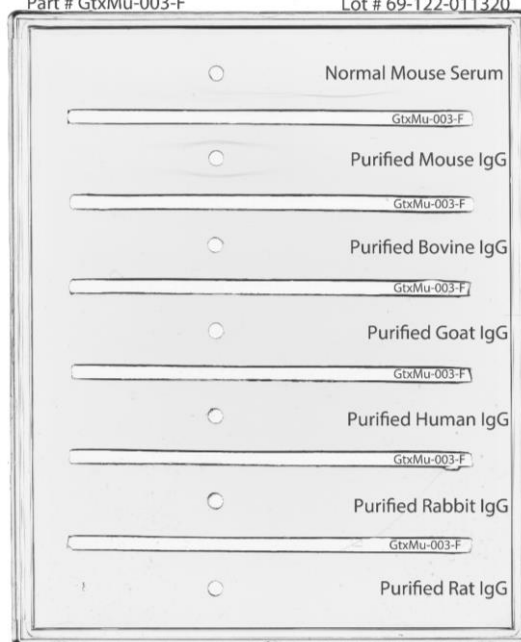 Part # GtxMu-003-F Lot # 69-122-011320
Normal Mouse Serum
GtxMu-003-F
Purified Mouse IgG
GtxMu-003-F
Purified Bovine IgG
GtxMu-003-F
Purified Goat IgG
GtxMu-003-F
Purified Human IgG
GtxMu-003-F
Purified Rabbit IgG
GtxMu-003-F
Purified Rat IgG